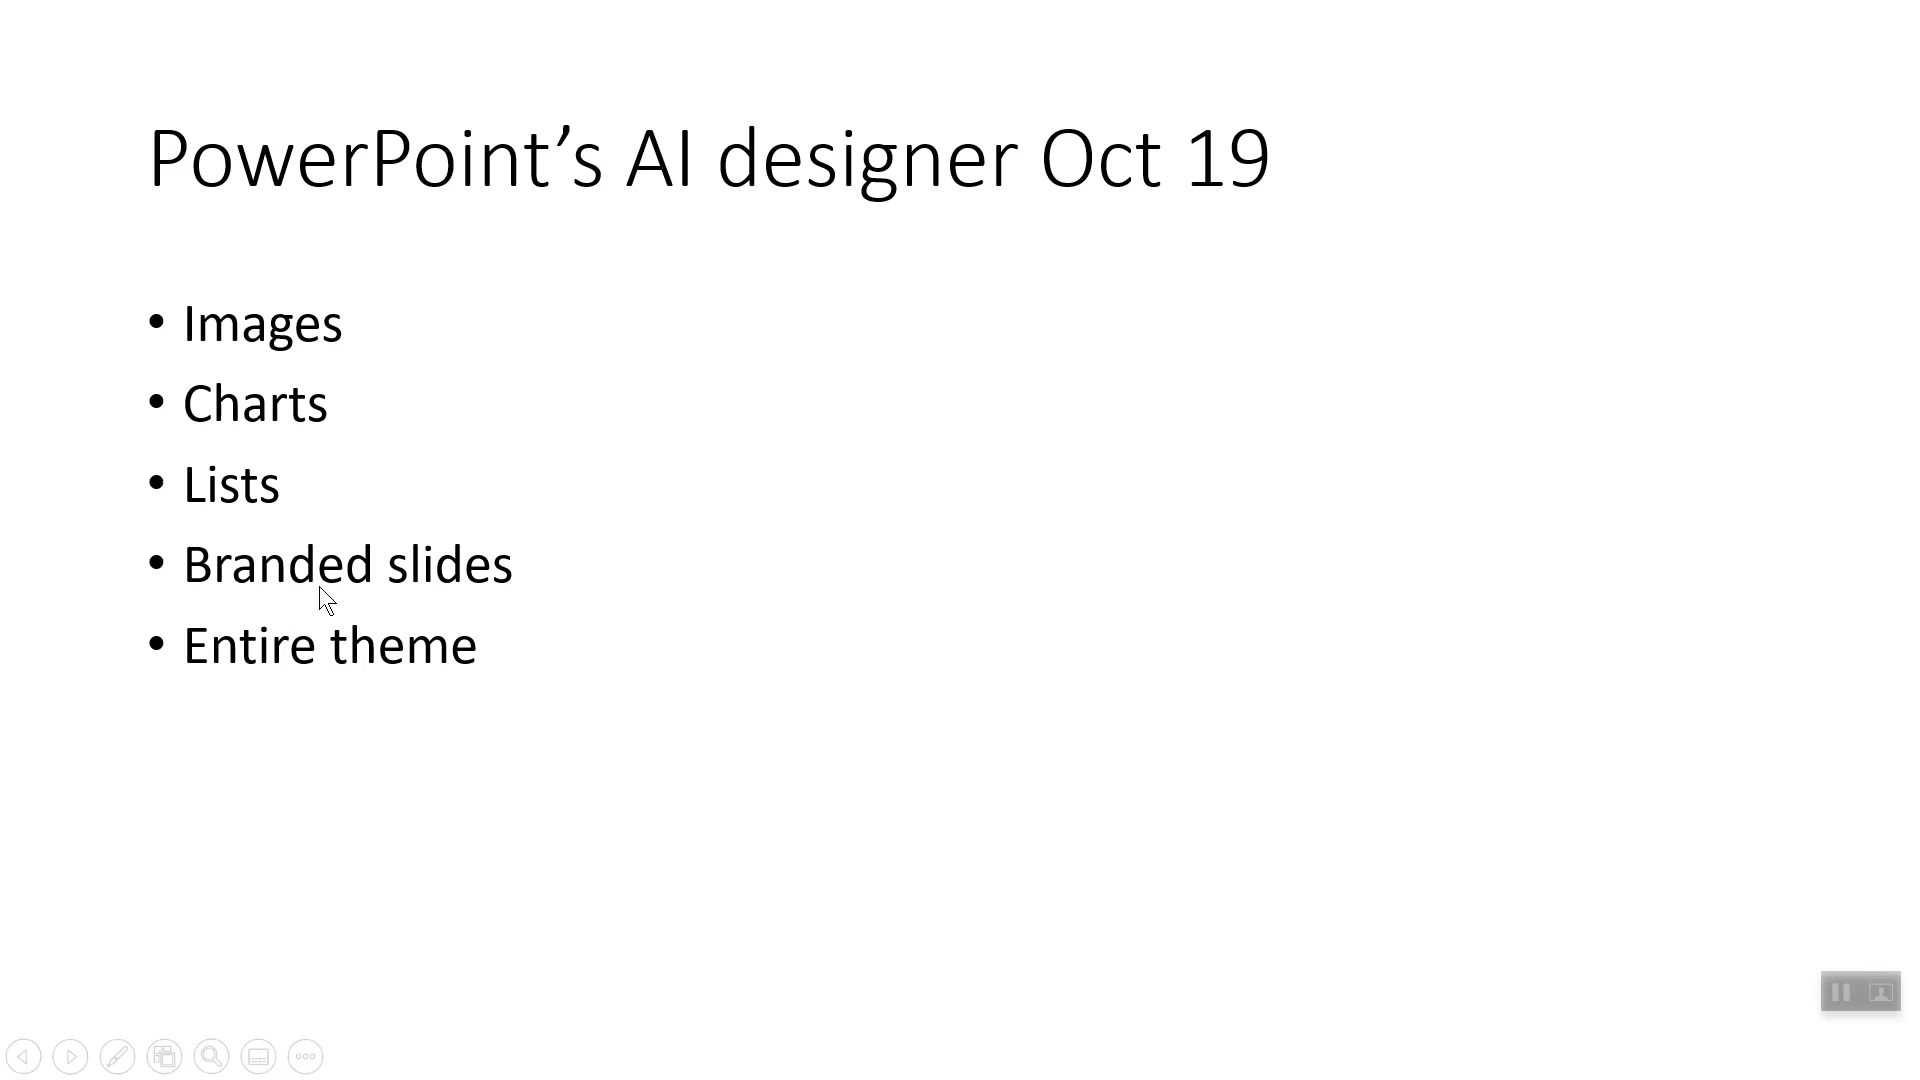 PowerPoint’s AI designer Oct 19
• Images
• Charts
• Lists
• Branded slides
• Entire theme